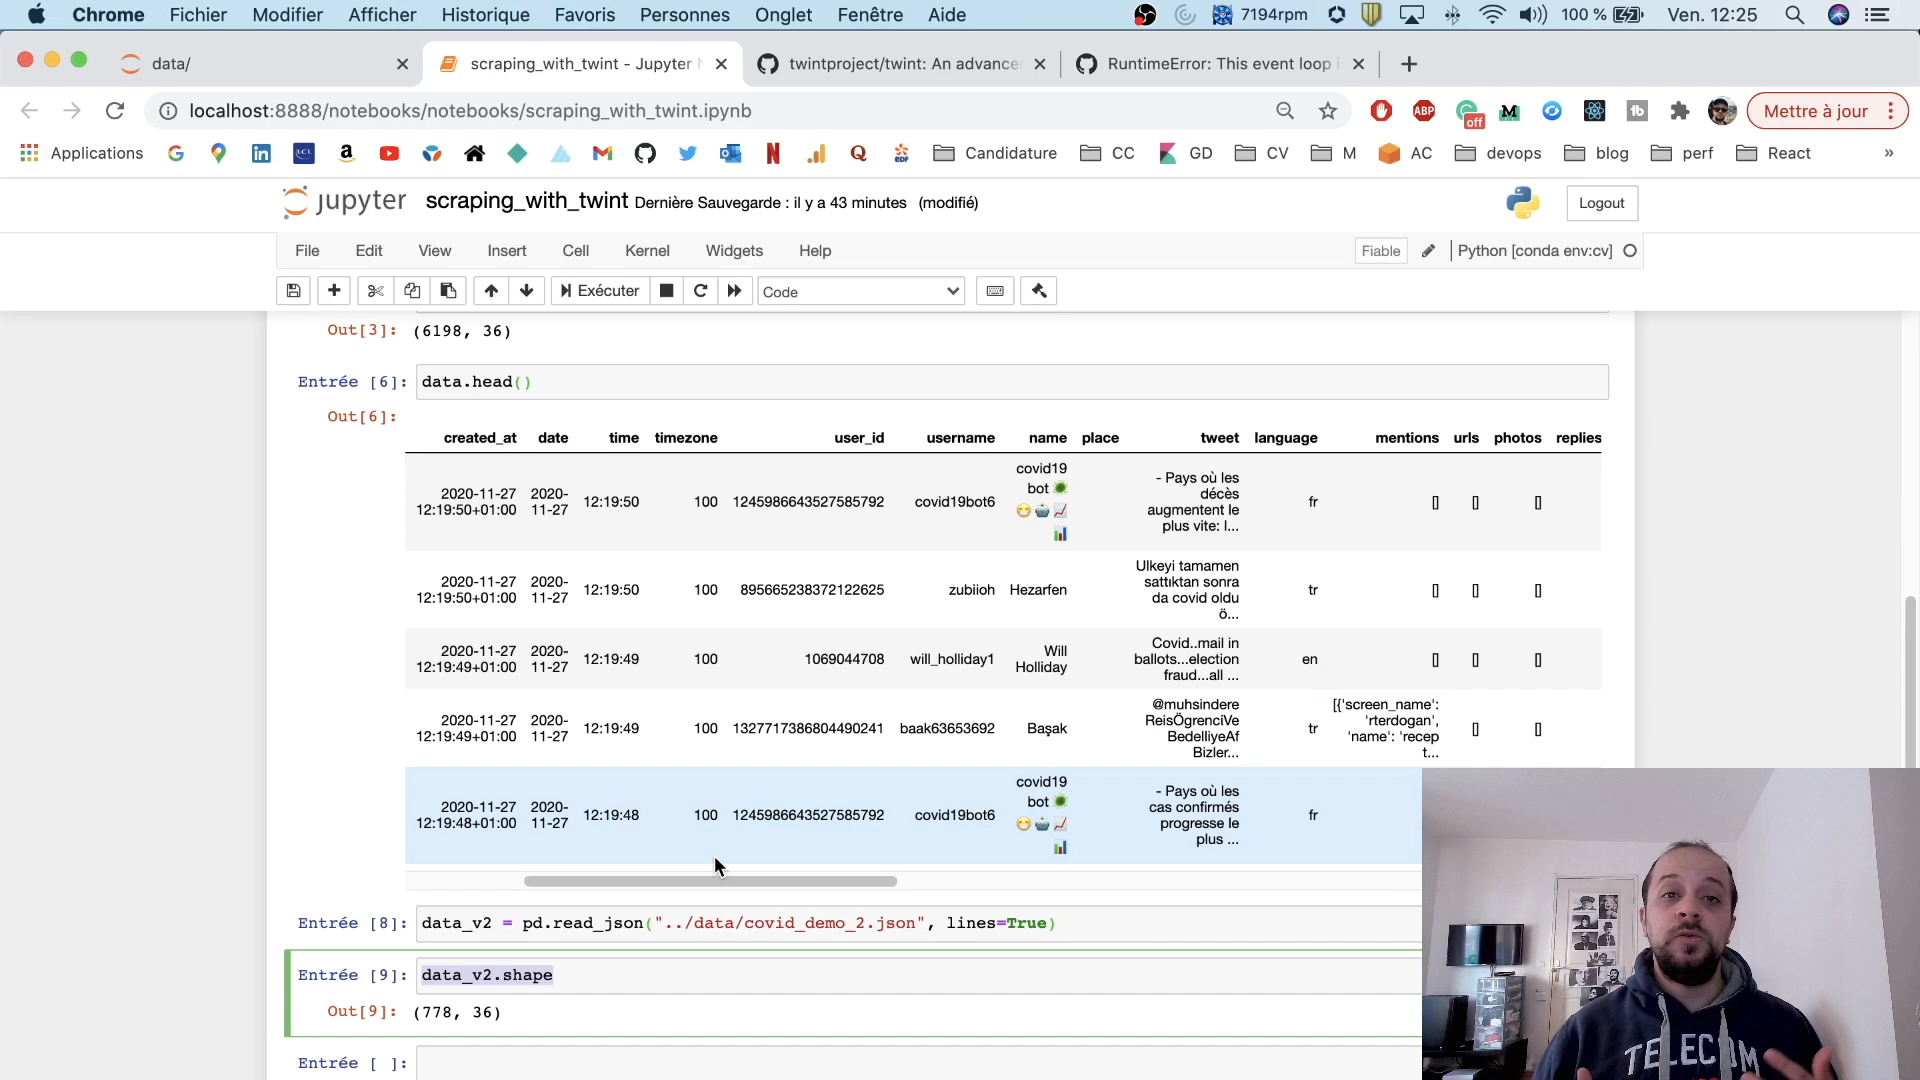 Chrome Fichier Modifier Afficher Historique Favoris Personnes Onglet Fenêtre Aide 7194rpm 100 % Ven. 12:25
data/ scraping_with_twint - Jupyter twintproject/twint: An advance RuntimeError: This event loop
localhost:8888/notebooks/notebooks/scraping_with_twint.ipynb ABP off Mettre à jour
Applications Candidature CC GD CV M AC devops blog perf React »
jupyter scraping_with_twint Dernière Sauvegarde : il y a 43 minutes (modifié) Logout
File Edit View Insert Cell Kernel Widgets Help Fiable Python [conda env:cv]
Exécuter Code
Out[3]: (6198, 36)
Entrée [6]: data.head()
Out[6]:
created_at date time timezone user_id username name place tweet language mentions urls photos replies
2020-11-27 12:19:50+01:00 2020-11-27 12:19:50 100 1245986643527585792 covid19bot6 covid19 bot - Pays où les décès augmentent le plus vite: l... fr [] [] []
2020-11-27 12:19:50+01:00 2020-11-27 12:19:50 100 895665238372122625 zubiioh Hezarfen Ulkeyi tamamen sattıktan sonra da covid oldu ö... tr [] [] []
2020-11-27 12:19:49+01:00 2020-11-27 12:19:49 100 1069044708 will_holliday1 Will Holliday Covid..mail in ballots...election fraud...all ... en [] [] []
2020-11-27 12:19:49+01:00 2020-11-27 12:19:49 100 1327717386804490241 baak63653692 Başak @muhsindere ReisÖgrenciVe BedelliyeAf Bizler... tr [{'screen_name': 'rterdogan', 'name': 'recep t... [] []
2020-11-27 12:19:48+01:00 2020-11-27 12:19:48 100 1245986643527585792 covid19bot6 covid19 bot - Pays où les cas confirmés progresse le plus ... fr
Entrée [8]: data_v2 = pd.read_json("../data/covid_demo_2.json", lines=True)
Entrée [9]: data_v2.shape
Out[9]: (778, 36)
Entrée [ ]:
TELECOM